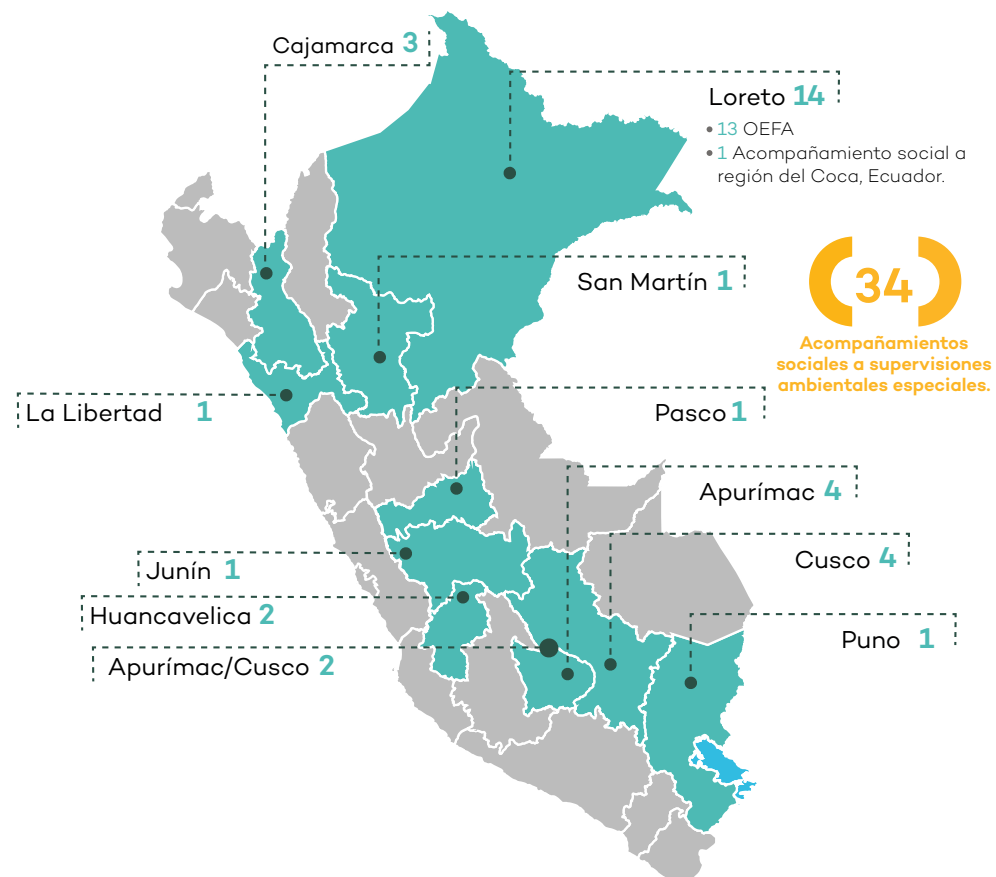 Cajamarca 3
Loreto 14
• 13 OEFA
• 1 Acompañamiento social a
región del Coca, Ecuador.
San Martín 1
34
Acompañamientos
sociales a supervisiones
ambientales especiales.
La Libertad 1
Pasco 1
Apurímac 4
Cusco 4
Junín 1
Huancavelica 2
Puno 1
Apurímac/Cusco 2